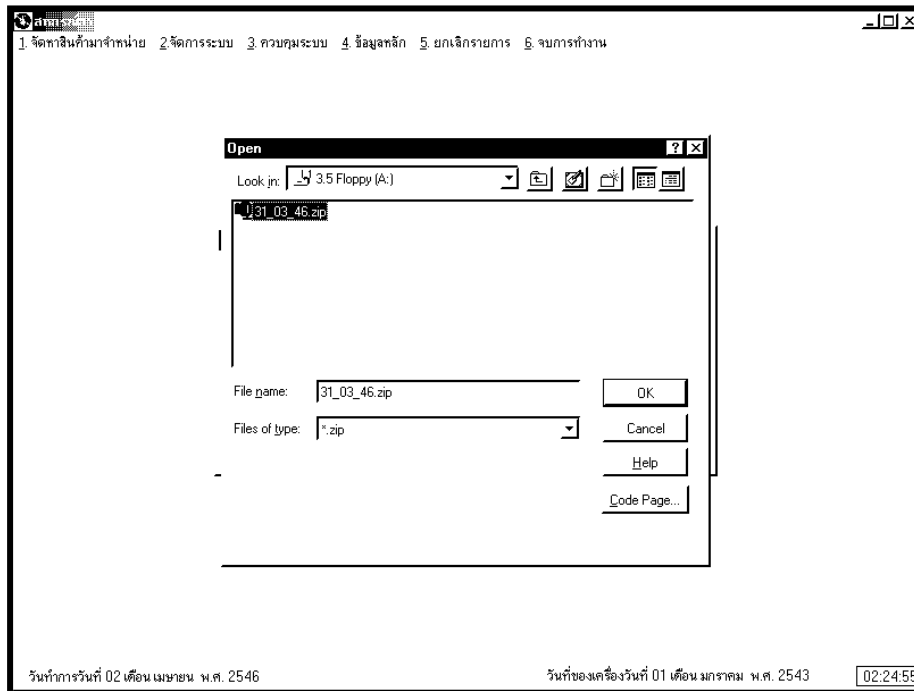 1. จัดหาสินค้ามาจำหน่าย 2.จัดการระบบ 3. ควบคุมระบบ 4. ข้อมูลหลัก 5. ยกเลิกรายการ 6. จบการทำงาน
Open
Look in: 3.5 Floppy (A:)
31_03_46.zip
File name: 31_03_46.zip OK
Files of type: *.zip Cancel
Help
Code Page...
วันทำการวันที่ 02 เดือน เมษายน พ.ศ. 2546 วันที่ของเครื่องวันที่ 01 เดือน มกราคม พ.ศ. 2543 02:24:55